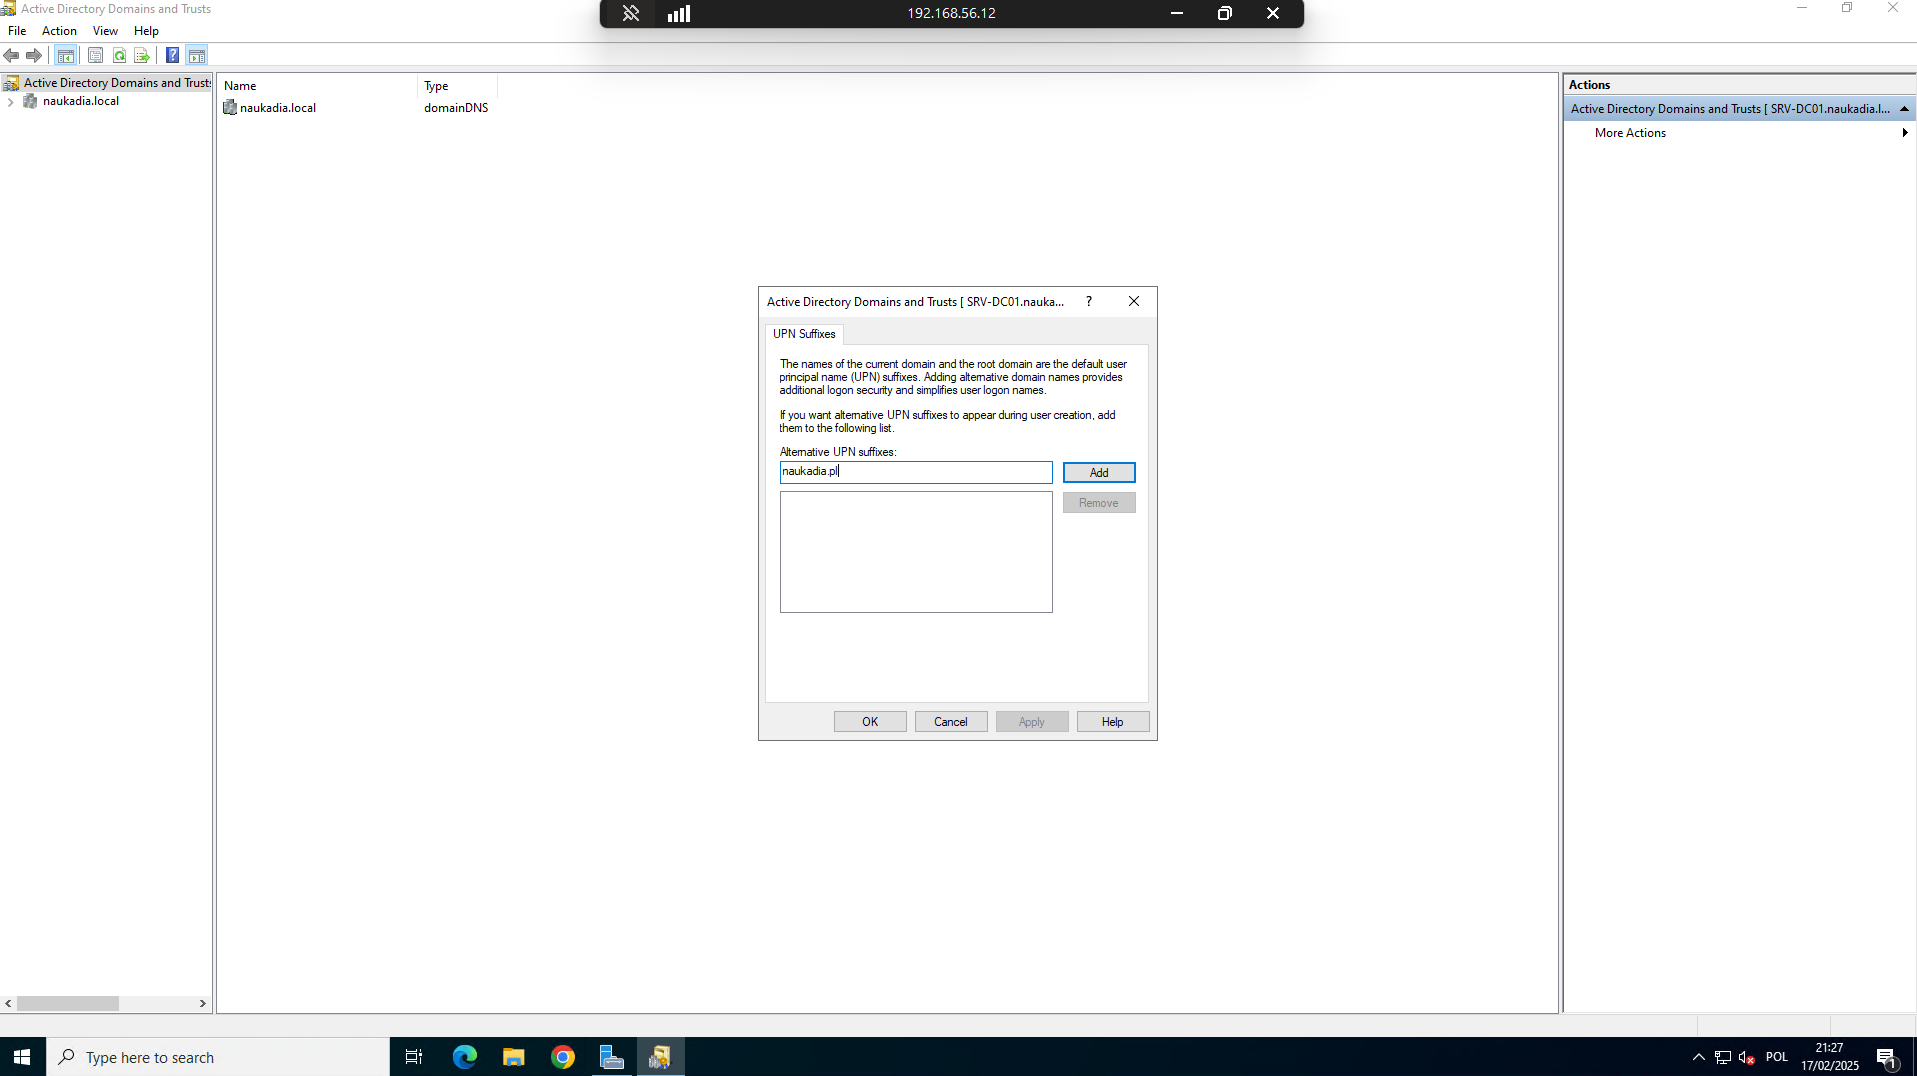 Active Directory Domains and Trusts
192.168.56.12
File Action View Help
Active Directory Domains and Trusts
naukadia.local
Name Type
naukadia.local domainDNS
Actions
Active Directory Domains and Trusts [ SRV-DC01.naukadia.l...
More Actions
Active Directory Domains and Trusts [ SRV-DC01.nauka... ?
UPN Suffixes
The names of the current domain and the root domain are the default user
principal name (UPN) suffixes. Adding alternative domain names provides
additional logon security and simplifies user logon names.
If you want alternative UPN suffixes to appear during user creation, add
them to the following list.
Alternative UPN suffixes:
naukadia.pl
Add
Remove
OK Cancel Apply Help
Type here to search
POL
21:27
17/02/2025
1